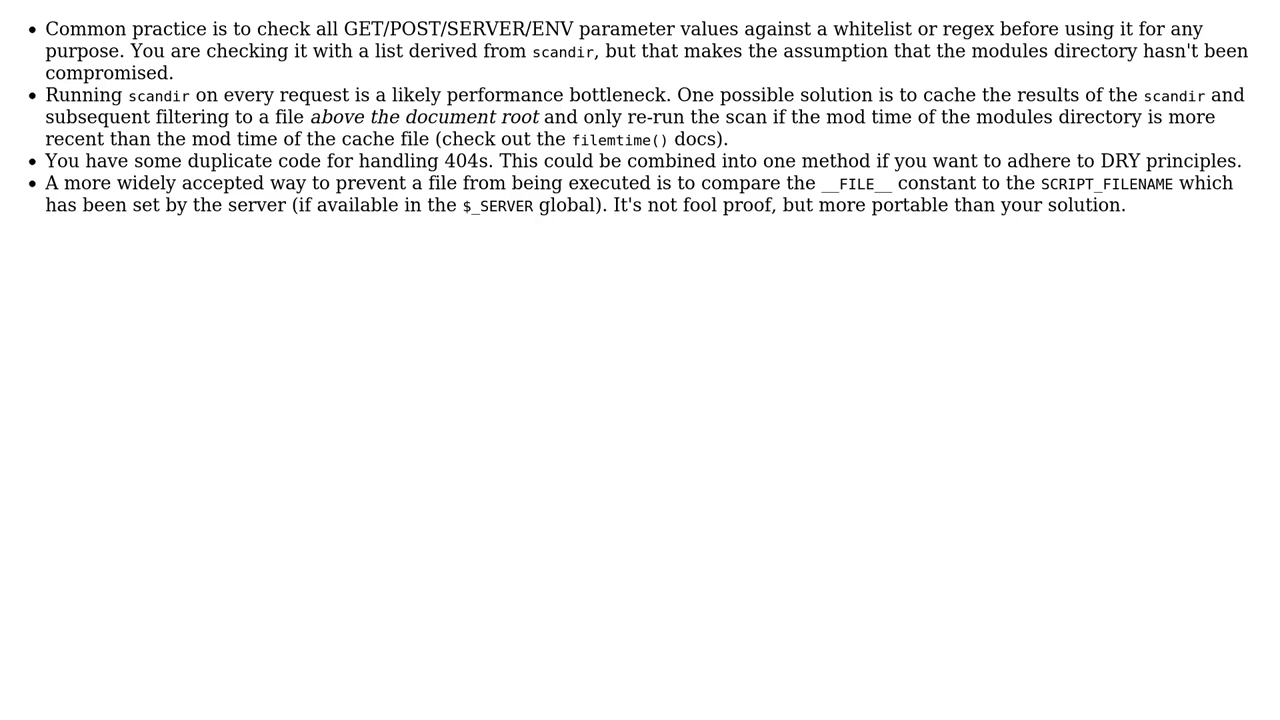 • Common practice is to check all GET/POST/SERVER/ENV parameter values against a whitelist or regex before using it for any
purpose. You are checking it with a list derived from scandir, but that makes the assumption that the modules directory hasn't been
compromised.
• Running scandir on every request is a likely performance bottleneck. One possible solution is to cache the results of the scandir and
subsequent filtering to a file above the document root and only re-run the scan if the mod time of the modules directory is more
recent than the mod time of the cache file (check out the filemtime() docs).
• You have some duplicate code for handling 404s. This could be combined into one method if you want to adhere to DRY principles.
• A more widely accepted way to prevent a file from being executed is to compare the __FILE__ constant to the SCRIPT_FILENAME which
has been set by the server (if available in the $_SERVER global). It's not fool proof, but more portable than your solution.